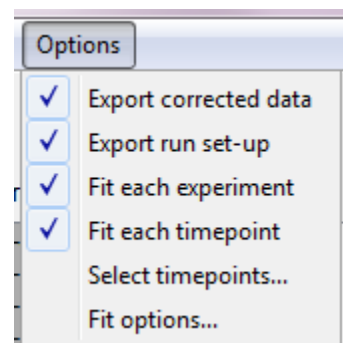 Options
Export corrected data
Export run set-up
Fit each experiment
Fit each timepoint
Select timepoints...
Fit options...